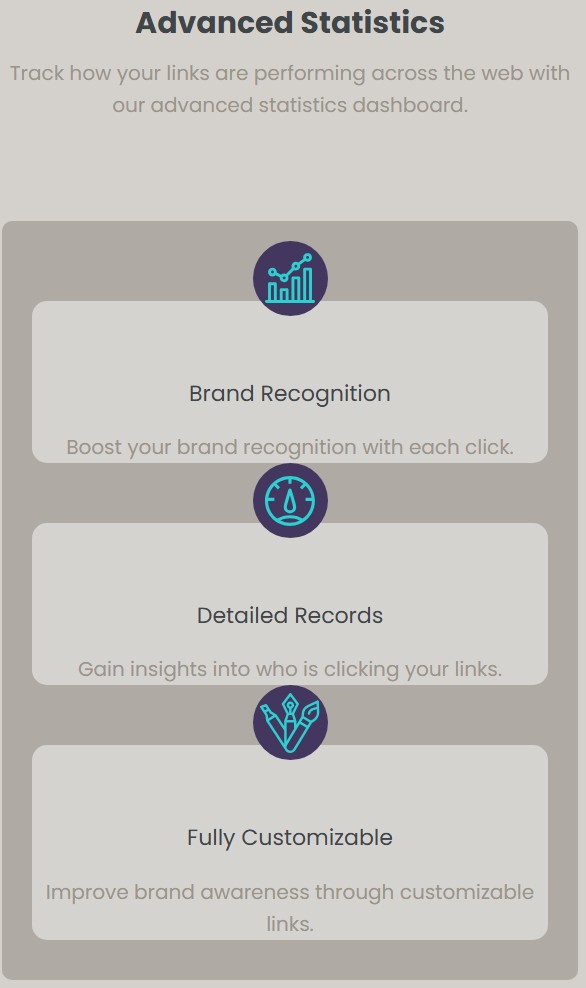 Advanced Statistics
Track how your links are performing across the web with
our advanced statistics dashboard.
Brand Recognition
Boost your brand recognition with each click.
Detailed Records
Gain insights into who is clicking your links.
Fully Customizable
Improve brand awareness through customizable
links.